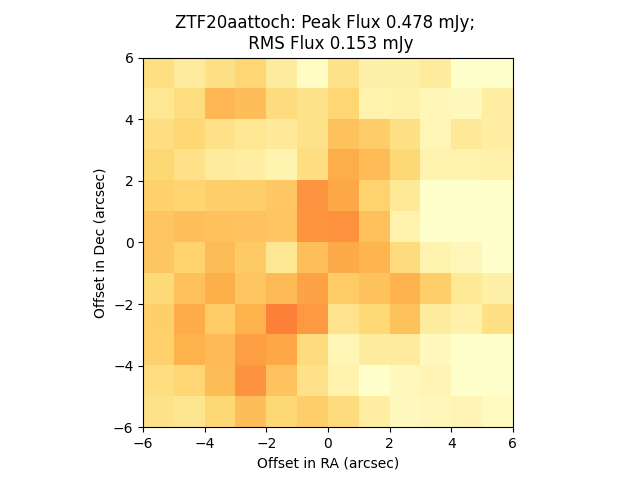 ZTF20aattoch: Peak Flux 0.478 mJy;
RMS Flux 0.153 mJy
6
4
2
0
−2
−4
−6
Offset in Dec (arcsec)
−6 −4 −2 0 2 4 6
Offset in RA (arcsec)